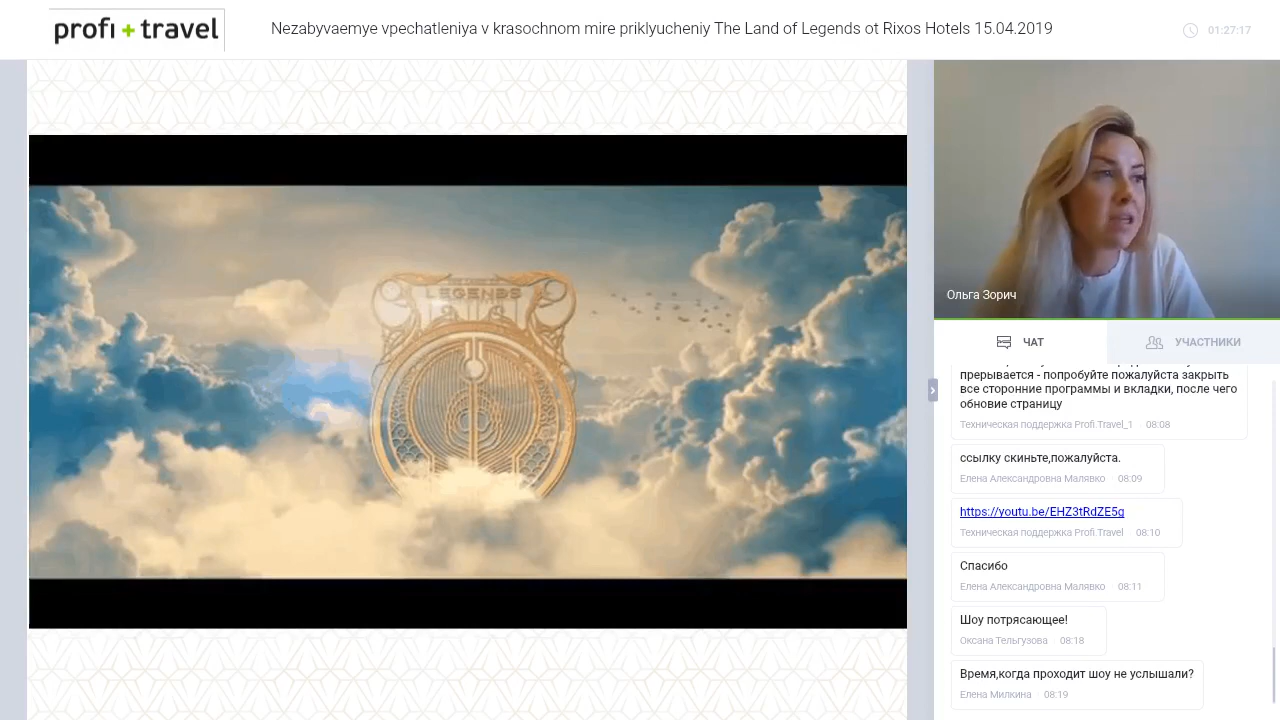 profi + travel
Nezabyvaemye vpechatleniya v krasochnom mire priklyucheniy The Land of Legends ot Rixos Hotels 15.04.2019
01:27:17
LEGENDS
Ольга Зорич
ЧАТ
УЧАСТНИКИ
прерывается - попробуйте пожалуйста закрыть
все сторонние программы и вкладки, после чего
обновие страницу
Техническая поддержка Profi.Travel_1 · 08:08
ссылку скиньте,пожалуйста.
Елена Александровна Малявко · 08:09
https://youtu.be/EHZ3tRdZE5g
Техническая поддержка Profi.Travel · 08:10
Спасибо
Елена Александровна Малявко · 08:11
Шоу потрясающее!
Оксана Тельгузова · 08:18
Время,когда проходит шоу не услышали?
Елена Милкина · 08:19